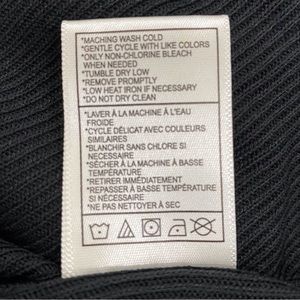 *MACHING WASH COLD
*GENTLE CYCLE WITH LIKE COLORS
*ONLY NON-CHLORINE BLEACH
WHEN NEEDED
*TUMBLE DRY LOW
*REMOVE PROMPTLY
*LOW HEAT IRON IF NECESSARY
*DO NOT DRY CLEAN
*LAVER À LA MACHINE À L'EAU
FROIDE
*CYCLE DÉLICAT AVEC COULEURS
SIMILAIRES
*BLANCHIR SANS CHLORE SI
NECESSAIRE
*SÉCHER À LA MACHINE À BASSE
TEMPÉRATURE
*RETIRER IMMÉDIATEMENT
*REPASSER À BASSE TEMPÉRATURE
SI NÉCESSAIRE
*NE PAS NETTOYER À SEC